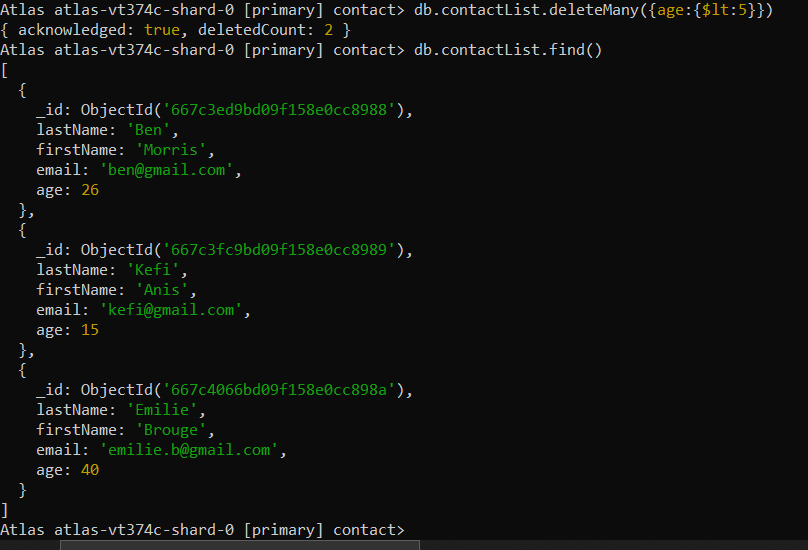 Atlas atlas-vt374c-shard-0 [primary] contact> db.contactList.deleteMany({age:{$lt:5}})
{ acknowledged: true, deletedCount: 2 }
Atlas atlas-vt374c-shard-0 [primary] contact> db.contactList.find()
[
  {
    _id: ObjectId('667c3ed9bd09f158e0cc8988'),
    lastName: 'Ben',
    firstName: 'Morris',
    email: 'ben@gmail.com',
    age: 26
  },
  {
    _id: ObjectId('667c3fc9bd09f158e0cc8989'),
    lastName: 'Kefi',
    firstName: 'Anis',
    email: 'kefi@gmail.com',
    age: 15
  },
  {
    _id: ObjectId('667c4066bd09f158e0cc898a'),
    lastName: 'Emilie',
    firstName: 'Brouge',
    email: 'emilie.b@gmail.com',
    age: 40
  }
]
Atlas atlas-vt374c-shard-0 [primary] contact>